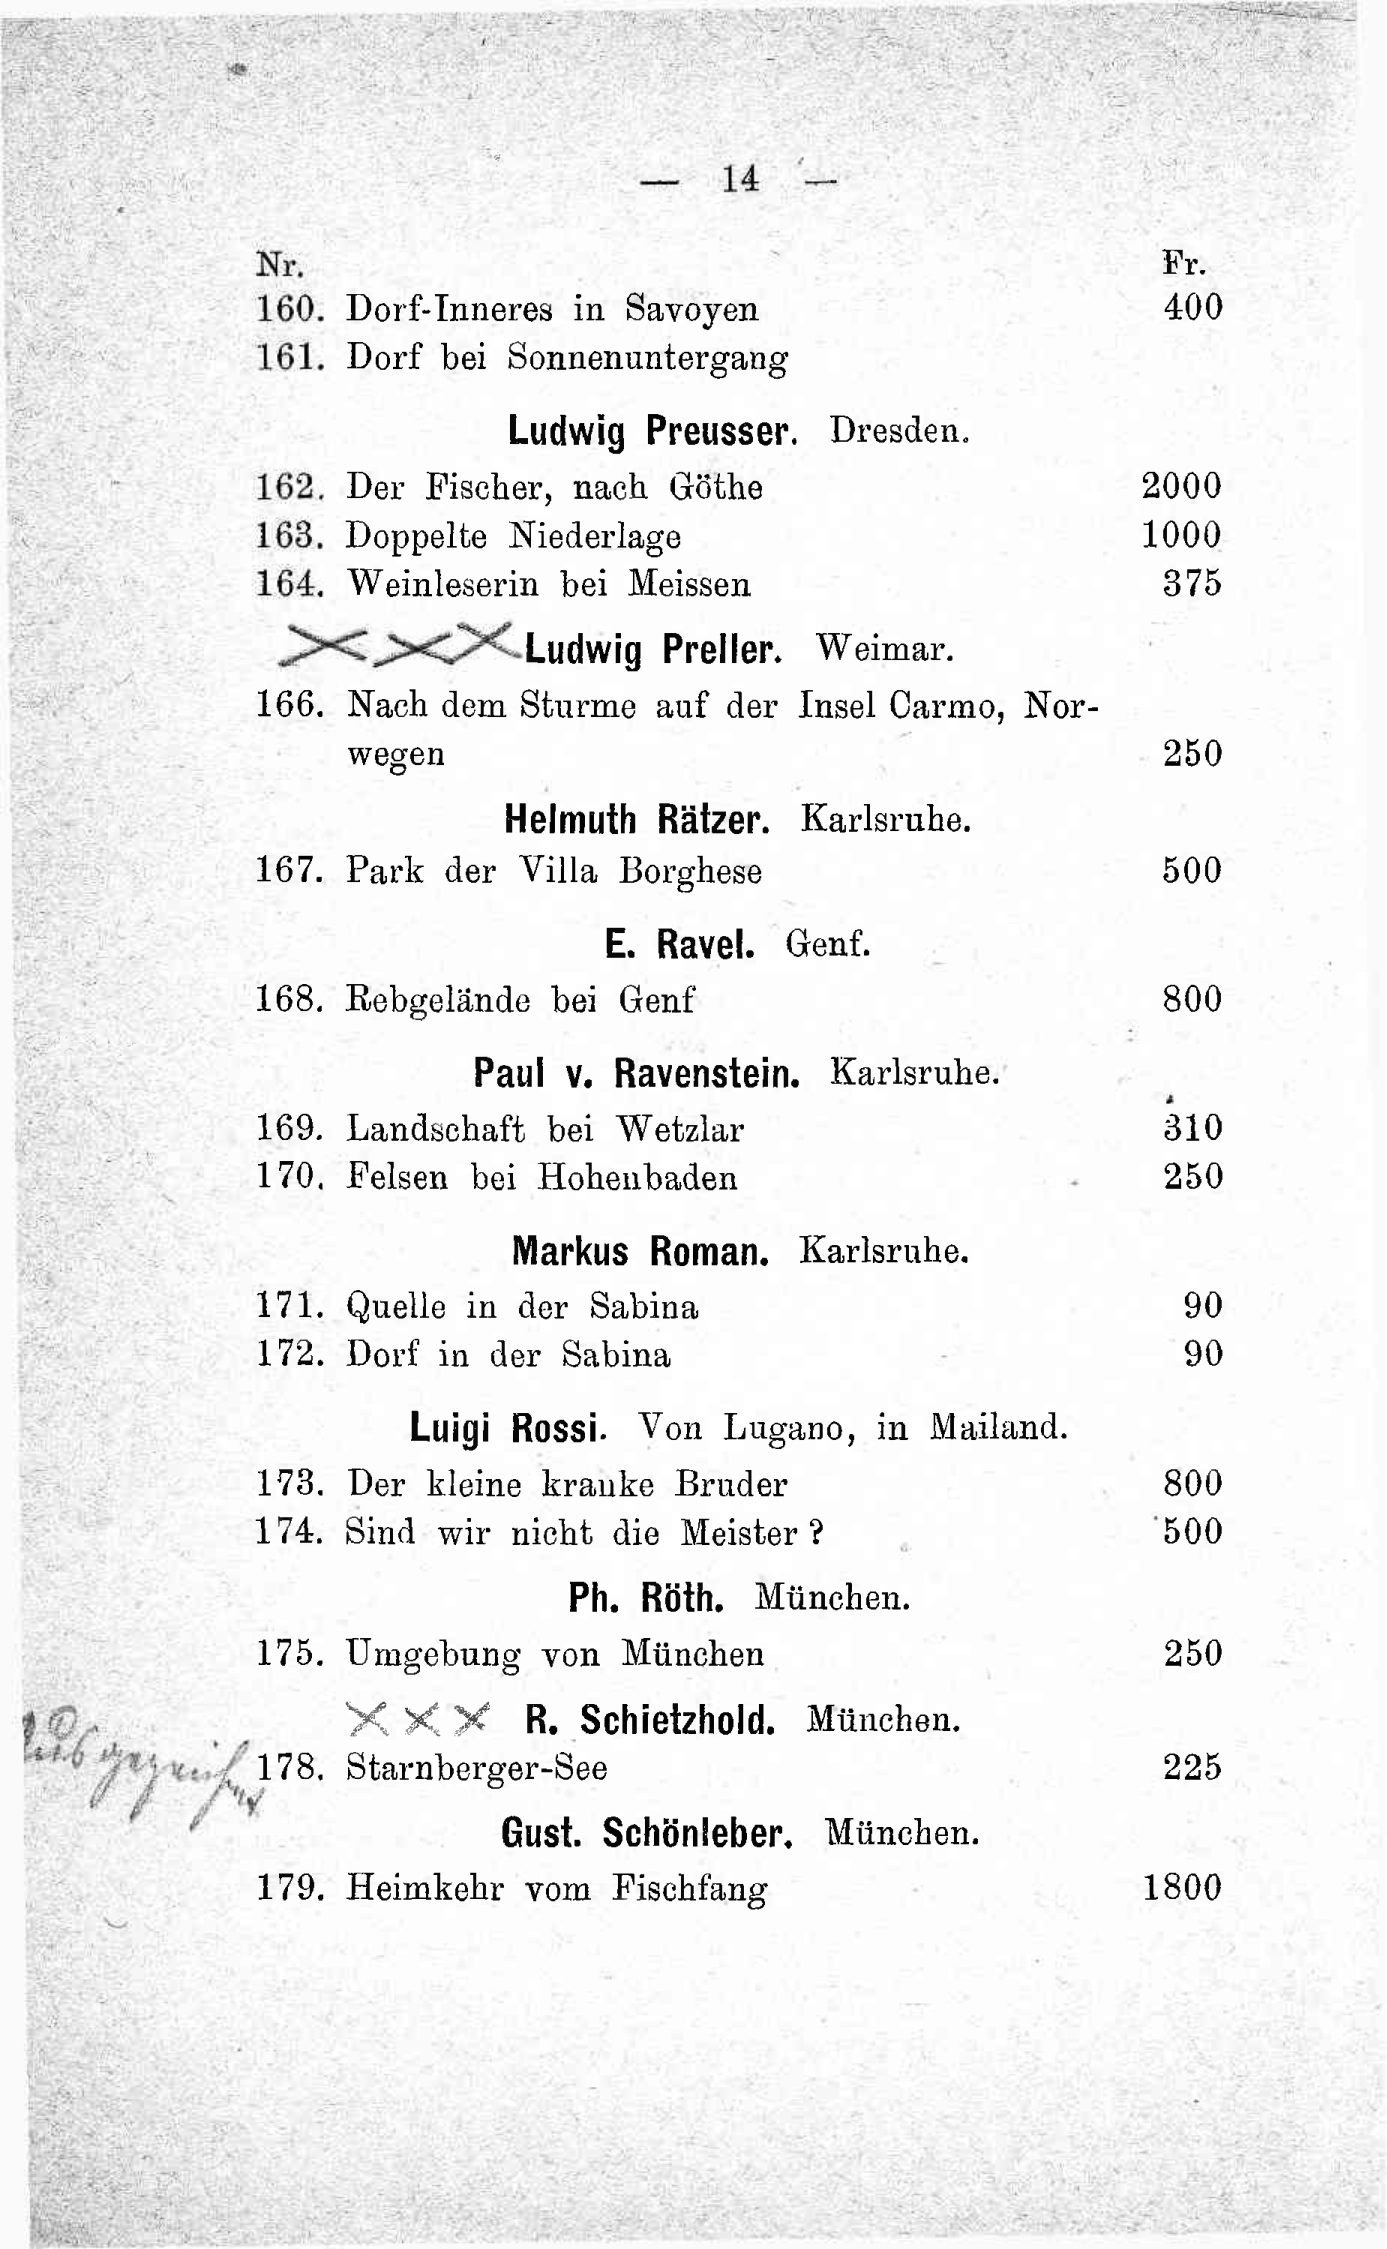 — 14 —
Nr. Fr.
160. Dorf-Inneres in Savoyen 400
161. Dorf bei Sonnenuntergang
Ludwig Preusser. Dresden.
162. Der Fischer, nach Göthe 2000
163. Doppelte Niederlage 1000
164. Weinleserin bei Meissen 375
XXX Ludwig Preller. Weimar.
166. Nach dem Sturme auf der Insel Carmo, Nor-
wegen 250
Helmuth Rätzer. Karlsruhe.
167. Park der Villa Borghese 500
E. Ravel. Genf.
168. Rebgelände bei Genf 800
Paul v. Ravenstein. Karlsruhe.
169. Landschaft bei Wetzlar 310
170. Felsen bei Hohenbaden 250
Markus Roman. Karlsruhe.
171. Quelle in der Sabina 90
172. Dorf in der Sabina 90
Luigi Rossi. Von Lugano, in Mailand.
173. Der kleine kranke Bruder 800
174. Sind wir nicht die Meister? 500
Ph. Röth. München.
175. Umgebung von München 250
XXX R. Schietzhold. München.
178. Starnberger-See 225
Gust. Schönleber. München.
179. Heimkehr vom Fischfang 1800